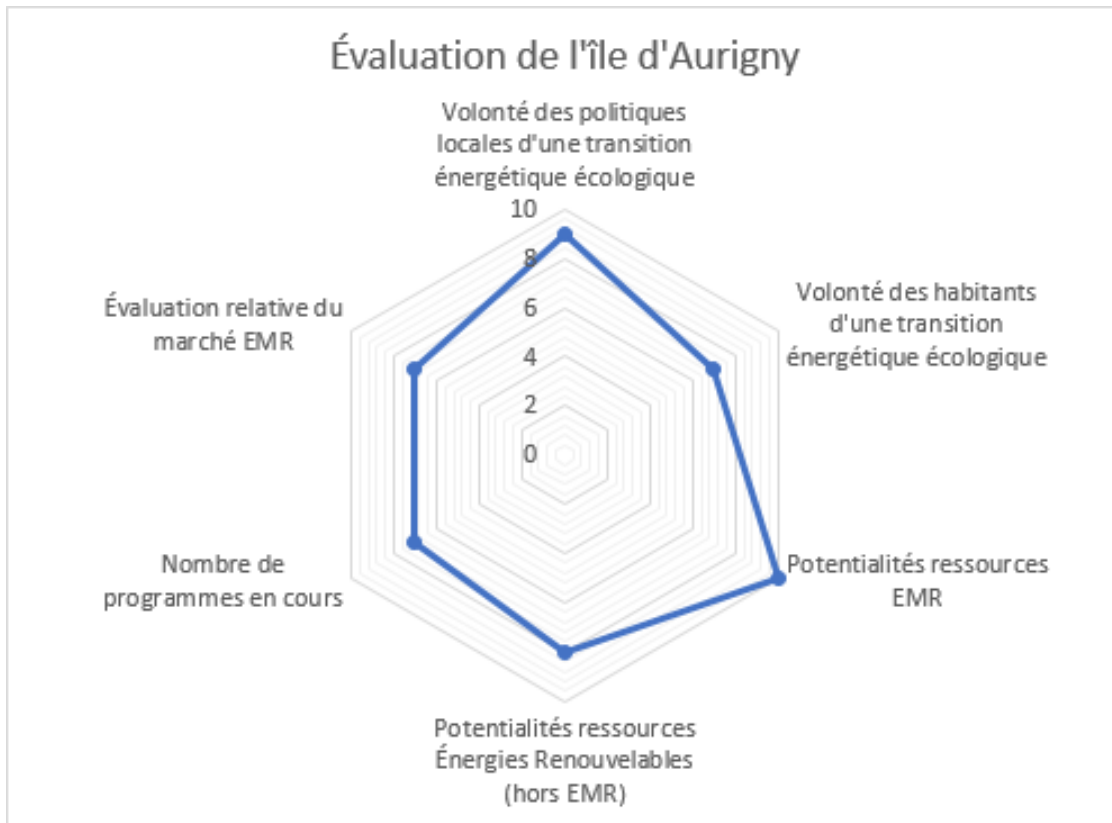 Évaluation de l'île d'Aurigny
Volonté des politiques
locales d'une transition
énergétique écologique
10
8
6
4
2
0
Volonté des habitants
d'une transition
énergétique écologique
Potentialités ressources
EMR
Potentialités ressources
Énergies Renouvelables
(hors EMR)
Nombre de
programmes en cours
Évaluation relative du
marché EMR